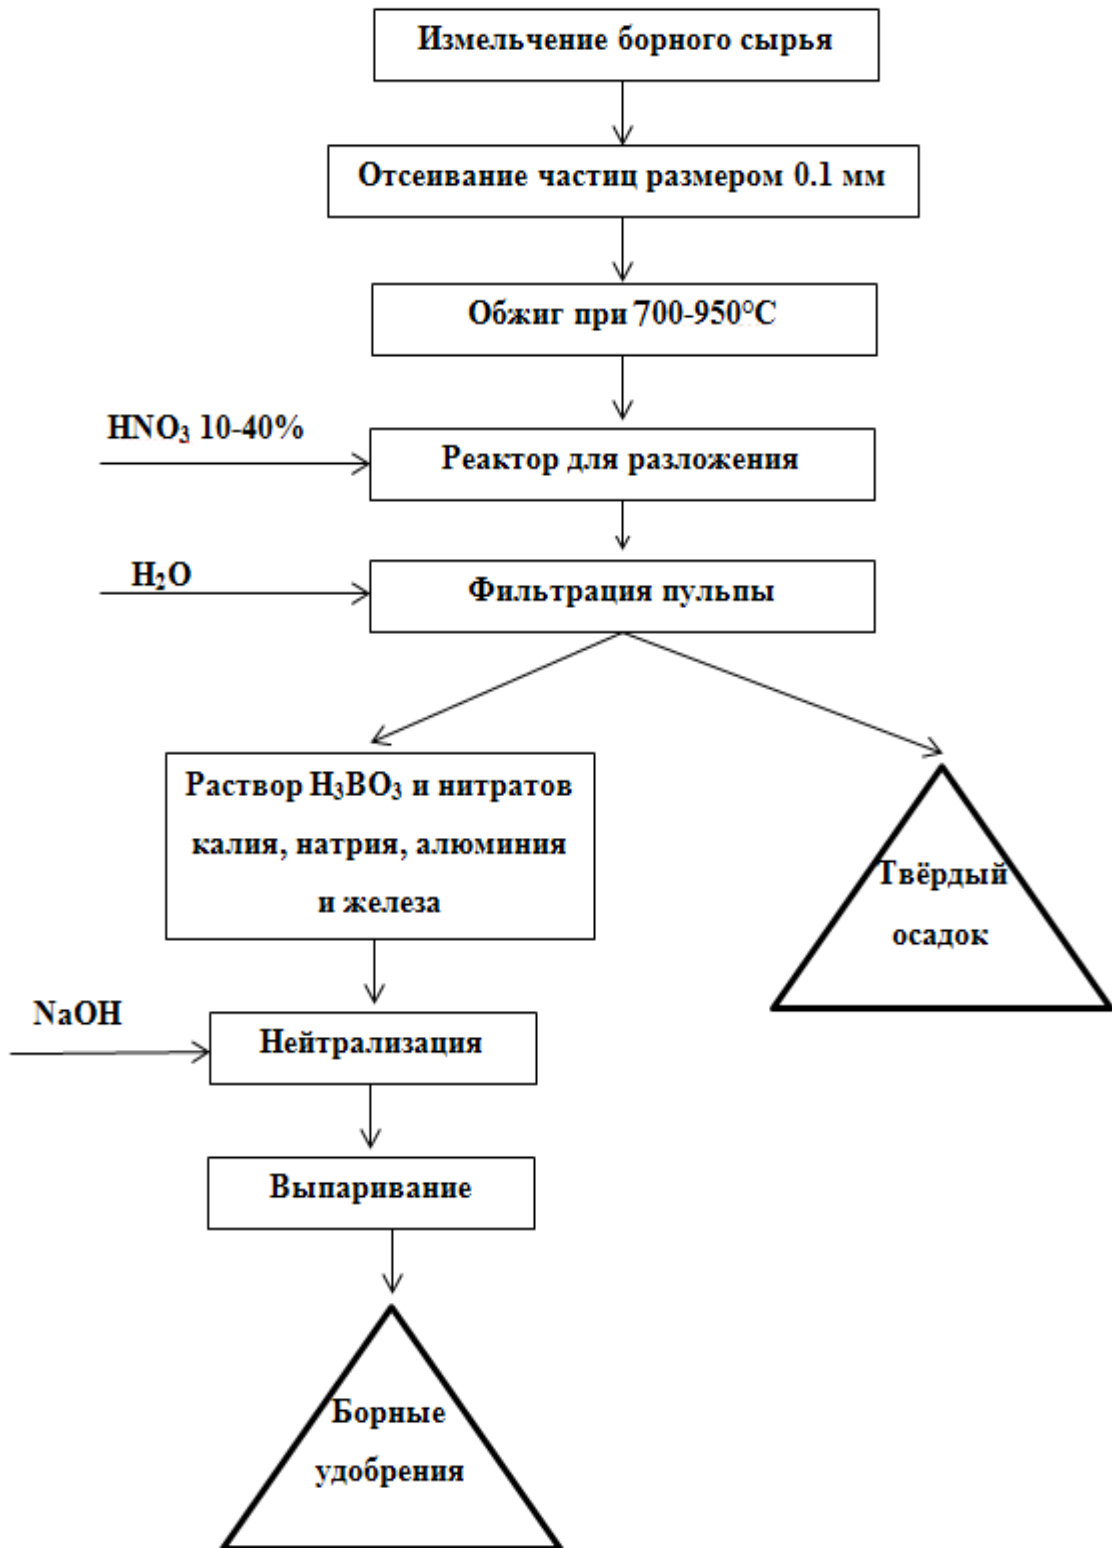 Измельчение борного сырья
Отсеивание частиц размером 0.1 мм
Обжиг при 700-950°С
HNO₃ 10-40%
Реактор для разложения
H₂O
Фильтрация пульпы
Раствор H₃BO₃ и нитратов
калия, натрия, алюминия
и железа
Твёрдый
осадок
NaOH
Нейтрализация
Выпаривание
Борные
удобрения